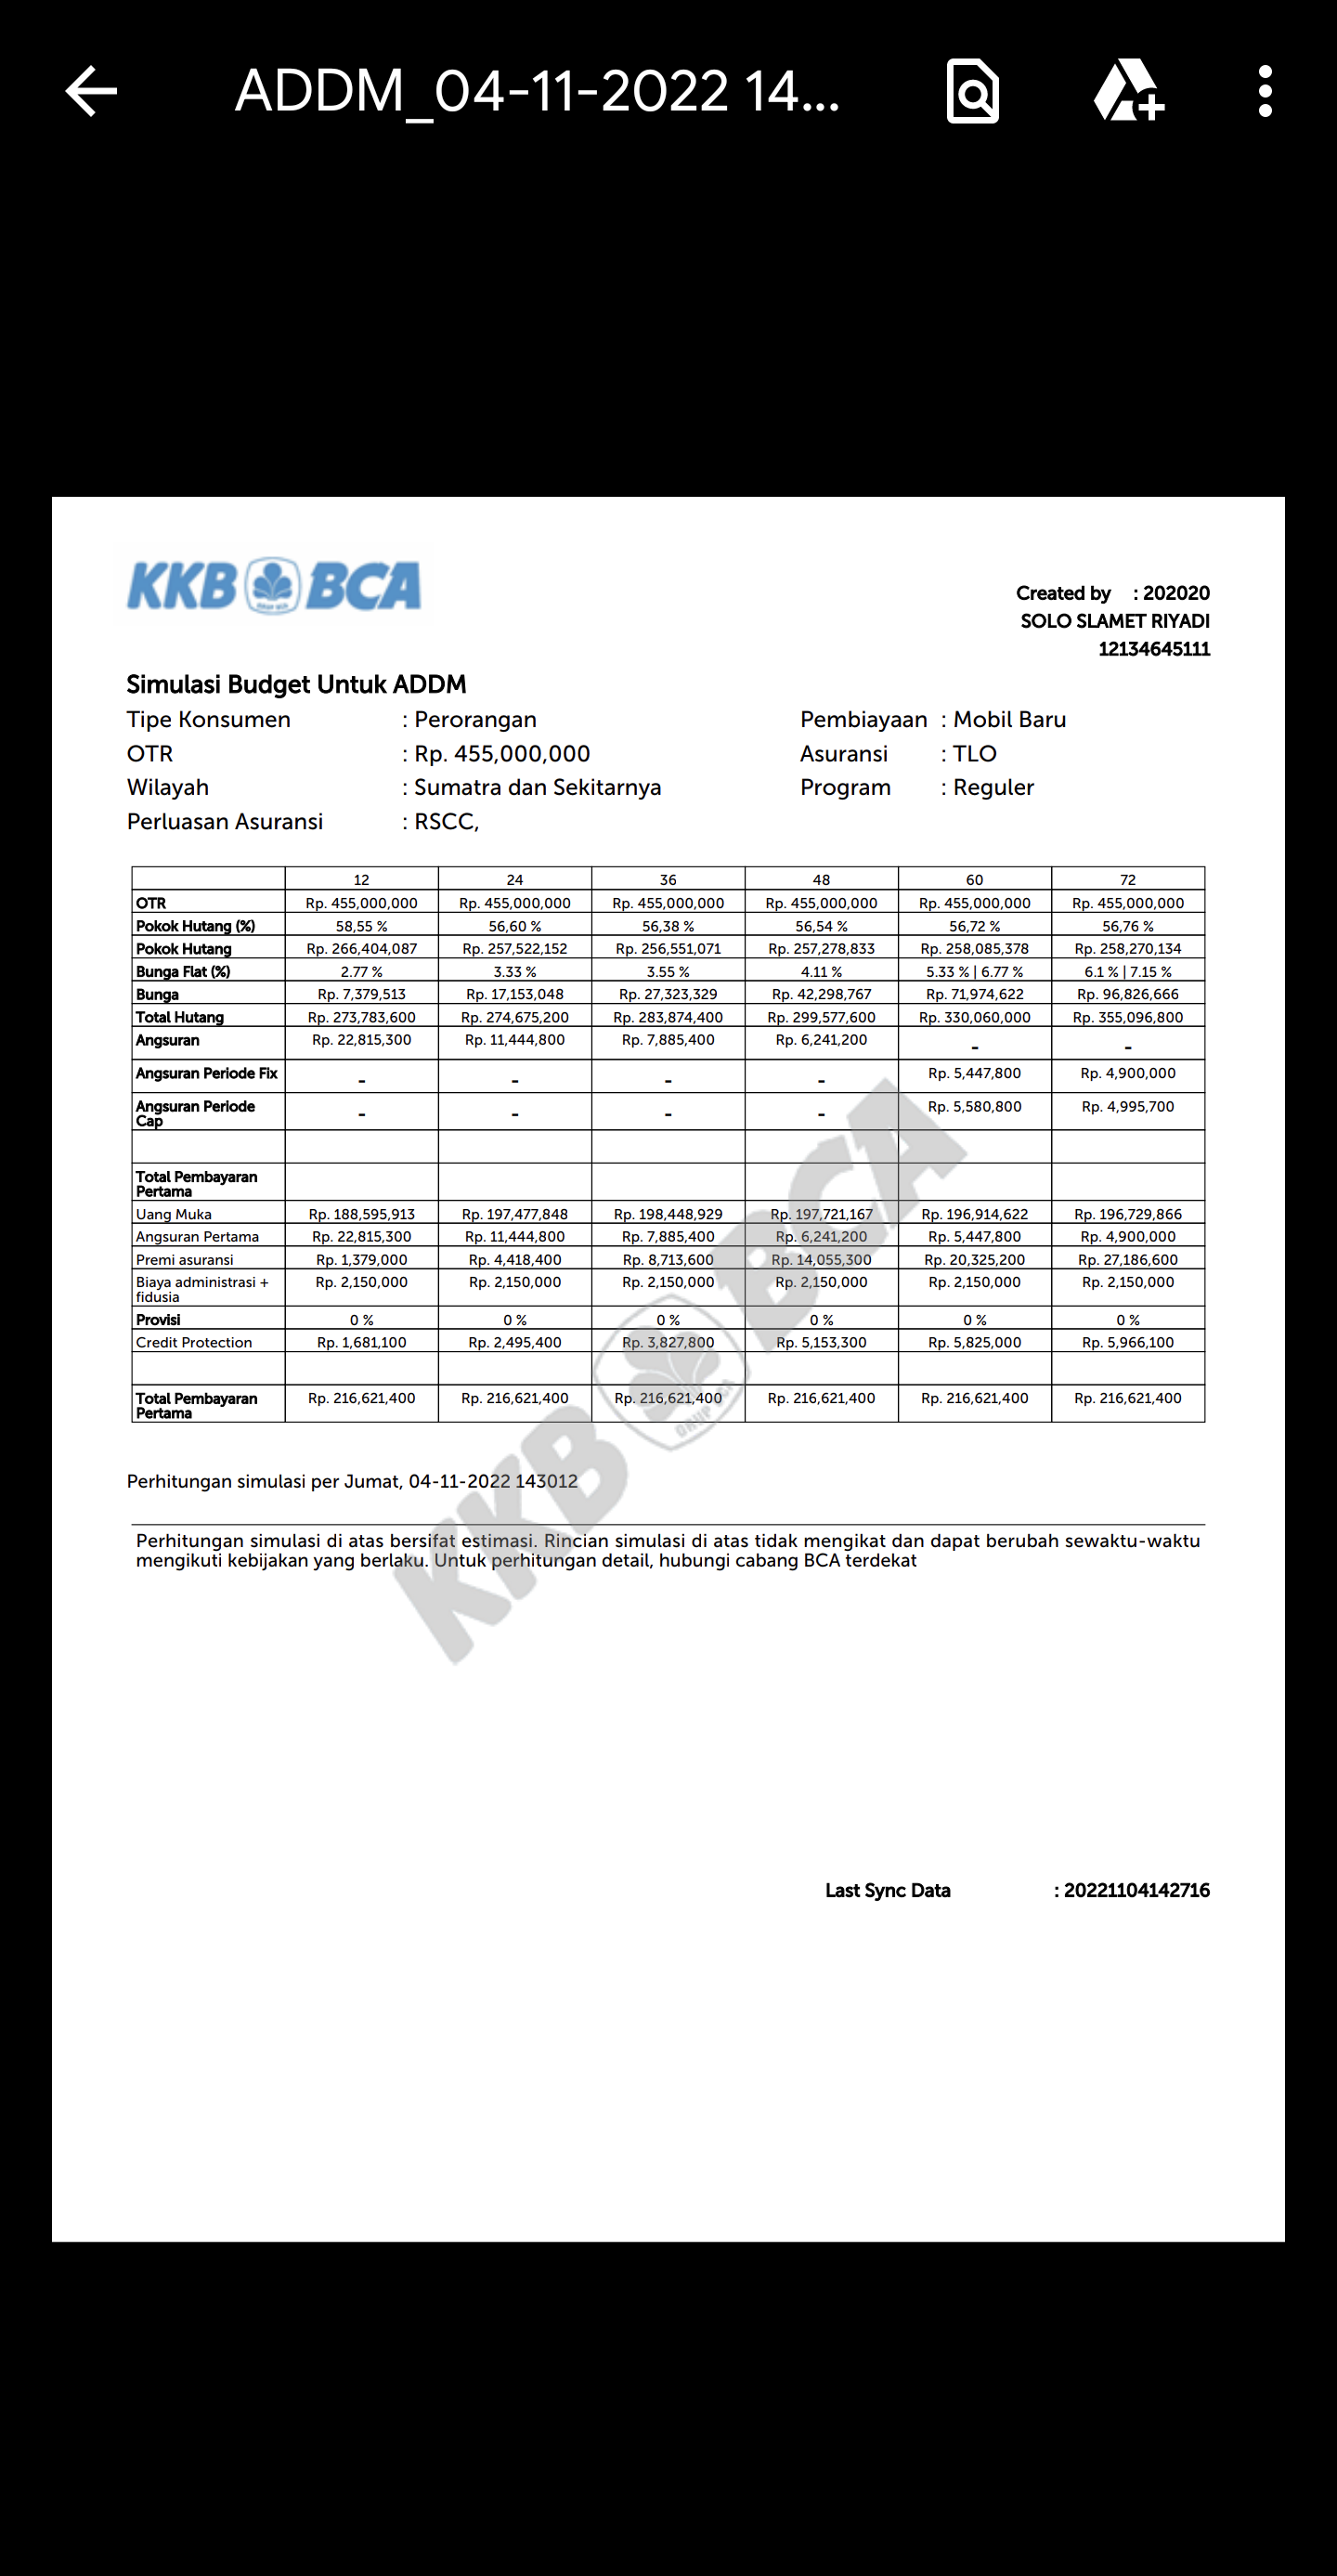 ADDM_04-11-2022 14...
KKB BCA
Created by : 202020
SOLO SLAMET RIYADI
12134645111
Simulasi Budget Untuk ADDM
Tipe Konsumen : Perorangan Pembiayaan : Mobil Baru
OTR : Rp. 455,000,000 Asuransi : TLO
Wilayah : Sumatra dan Sekitarnya Program : Reguler
Perluasan Asuransi : RSCC,
12 24 36 48 60 72
OTR Rp. 455,000,000 Rp. 455,000,000 Rp. 455,000,000 Rp. 455,000,000 Rp. 455,000,000 Rp. 455,000,000
Pokok Hutang (%) 58,55 % 56,60 % 56,38 % 56,54 % 56,72 % 56,76 %
Pokok Hutang Rp. 266,404,087 Rp. 257,522,152 Rp. 256,551,071 Rp. 257,278,833 Rp. 258,085,378 Rp. 258,270,134
Bunga Flat (%) 2.77 % 3.33 % 3.55 % 4.11 % 5.33 % | 6.77 % 6.1 % | 7.15 %
Bunga Rp. 7,379,513 Rp. 17,153,048 Rp. 27,323,329 Rp. 42,298,767 Rp. 71,974,622 Rp. 96,826,666
Total Hutang Rp. 273,783,600 Rp. 274,675,200 Rp. 283,874,400 Rp. 299,577,600 Rp. 330,060,000 Rp. 355,096,800
Angsuran Rp. 22,815,300 Rp. 11,444,800 Rp. 7,885,400 Rp. 6,241,200 - -
Angsuran Periode Fix - - - - Rp. 5,447,800 Rp. 4,900,000
Angsuran Periode - - - - Rp. 5,580,800 Rp. 4,995,700
Cap
Total Pembayaran
Pertama
Uang Muka Rp. 188,595,913 Rp. 197,477,848 Rp. 198,448,929 Rp. 197,721,167 Rp. 196,914,622 Rp. 196,729,866
Angsuran Pertama Rp. 22,815,300 Rp. 11,444,800 Rp. 7,885,400 Rp. 6,241,200 Rp. 5,447,800 Rp. 4,900,000
Premi asuransi Rp. 1,379,000 Rp. 4,418,400 Rp. 8,713,600 Rp. 14,055,300 Rp. 20,325,200 Rp. 27,186,600
Biaya administrasi + Rp. 2,150,000 Rp. 2,150,000 Rp. 2,150,000 Rp. 2,150,000 Rp. 2,150,000 Rp. 2,150,000
fidusia
Provisi 0 % 0 % 0 % 0 % 0 % 0 %
Credit Protection Rp. 1,681,100 Rp. 2,495,400 Rp. 3,827,800 Rp. 5,153,300 Rp. 5,825,000 Rp. 5,966,100
Total Pembayaran Rp. 216,621,400 Rp. 216,621,400 Rp. 216,621,400 Rp. 216,621,400 Rp. 216,621,400 Rp. 216,621,400
Pertama
KKB BCA
GRUP BCA
Perhitungan simulasi per Jumat, 04-11-2022 143012
Perhitungan simulasi di atas bersifat estimasi. Rincian simulasi di atas tidak mengikat dan dapat berubah sewaktu-waktu
mengikuti kebijakan yang berlaku. Untuk perhitungan detail, hubungi cabang BCA terdekat
Last Sync Data : 20221104142716